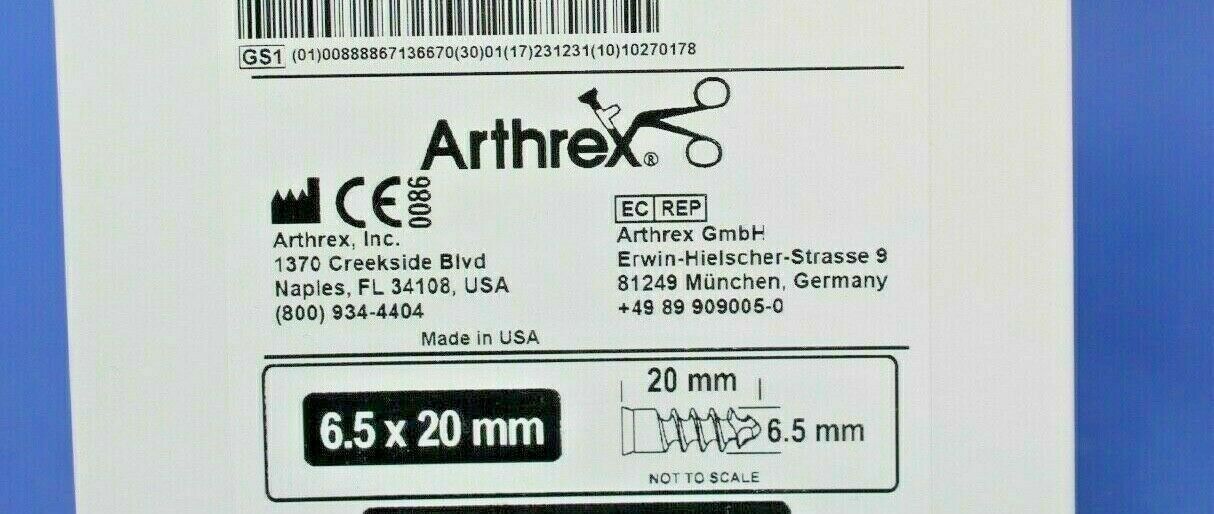 GS1 (01)00888867136670(30)01(17)231231(10)10270178
Arthrex®
CE 0086
Arthrex, Inc.
1370 Creekside Blvd
Naples, FL 34108, USA
(800) 934-4404
EC REP
Arthrex GmbH
Erwin-Hielscher-Strasse 9
81249 München, Germany
+49 89 909005-0
Made in USA
6.5 x 20 mm
20 mm
6.5 mm
NOT TO SCALE